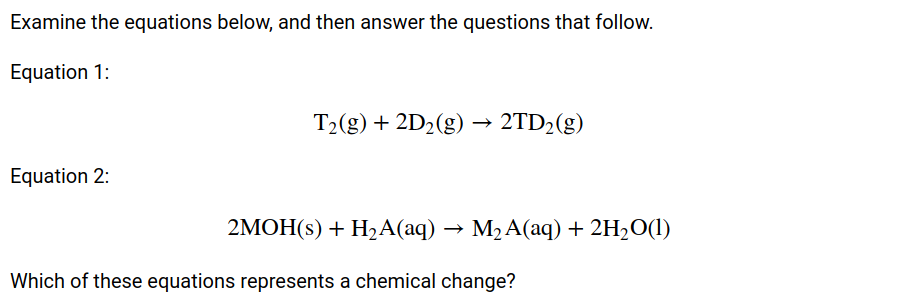 Examine the equations below, and then answer the questions that follow.
Equation 1:
T₂(g) + 2D₂(g) → 2TD₂(g)
Equation 2:
2MOH(s) + H₂A(aq) → M₂A(aq) + 2H₂O(l)
Which of these equations represents a chemical change?